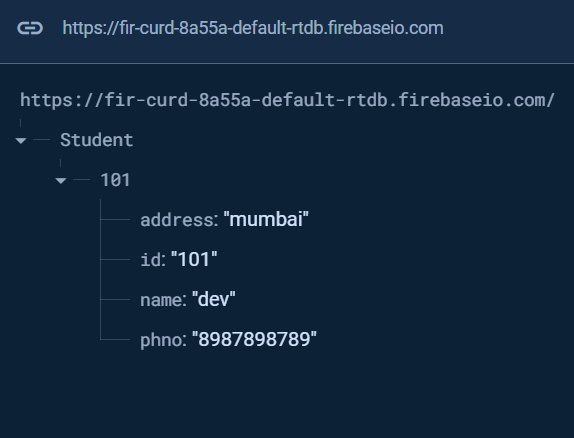 https://fir-curd-8a55a-default-rtdb.firebaseio.com
https://fir-curd-8a55a-default-rtdb.firebaseio.com/
Student
101
address: "mumbai"
id: "101"
name: "dev"
phno: "8987898789"